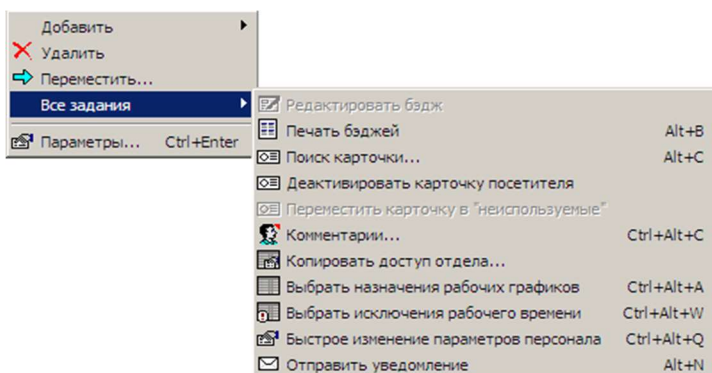 Добавить
Удалить
Переместить...
Все задания
Параметры... Ctrl+Enter
Редактировать бэдж
Печать бэджей Alt+B
Поиск карточки... Alt+C
Деактивировать карточку посетителя
Переместить карточку в "неиспользуемые"
Комментарии... Ctrl+Alt+C
Копировать доступ отдела...
Выбрать назначения рабочих графиков Ctrl+Alt+A
Выбрать исключения рабочего времени Ctrl+Alt+W
Быстрое изменение параметров персонала Ctrl+Alt+Q
Отправить уведомление Alt+N